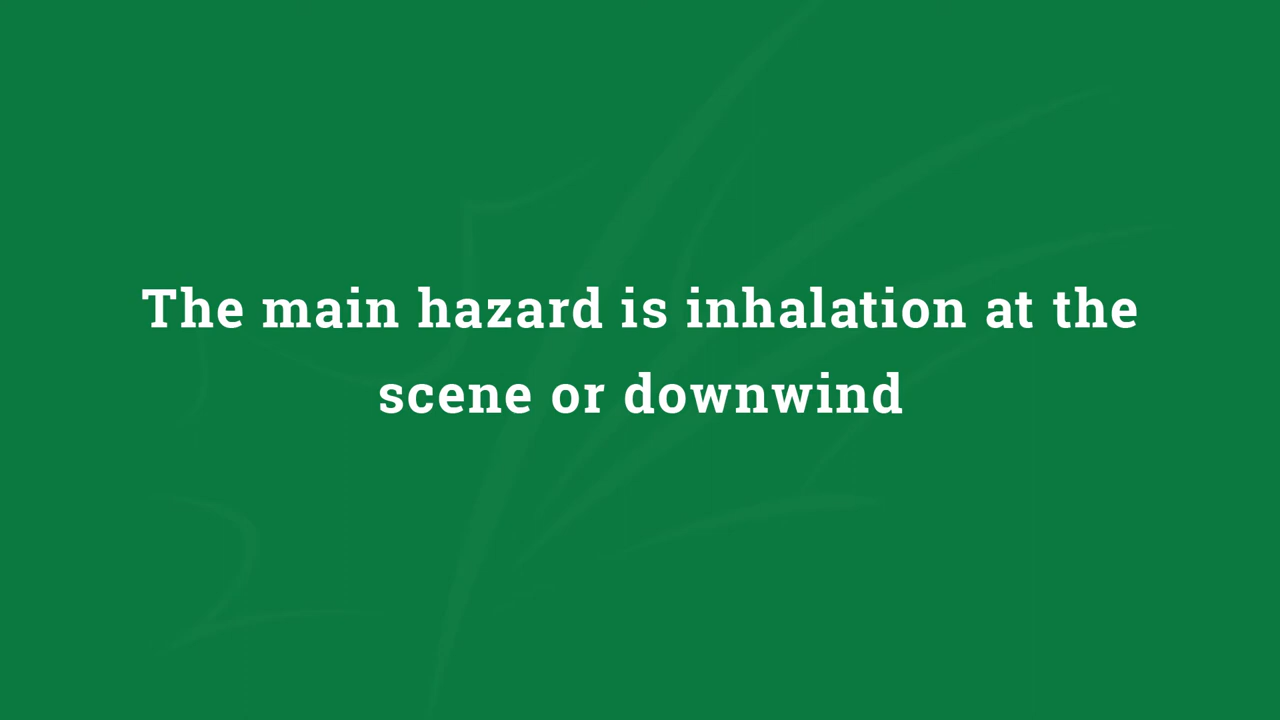 The main hazard is inhalation at the
scene or downwind